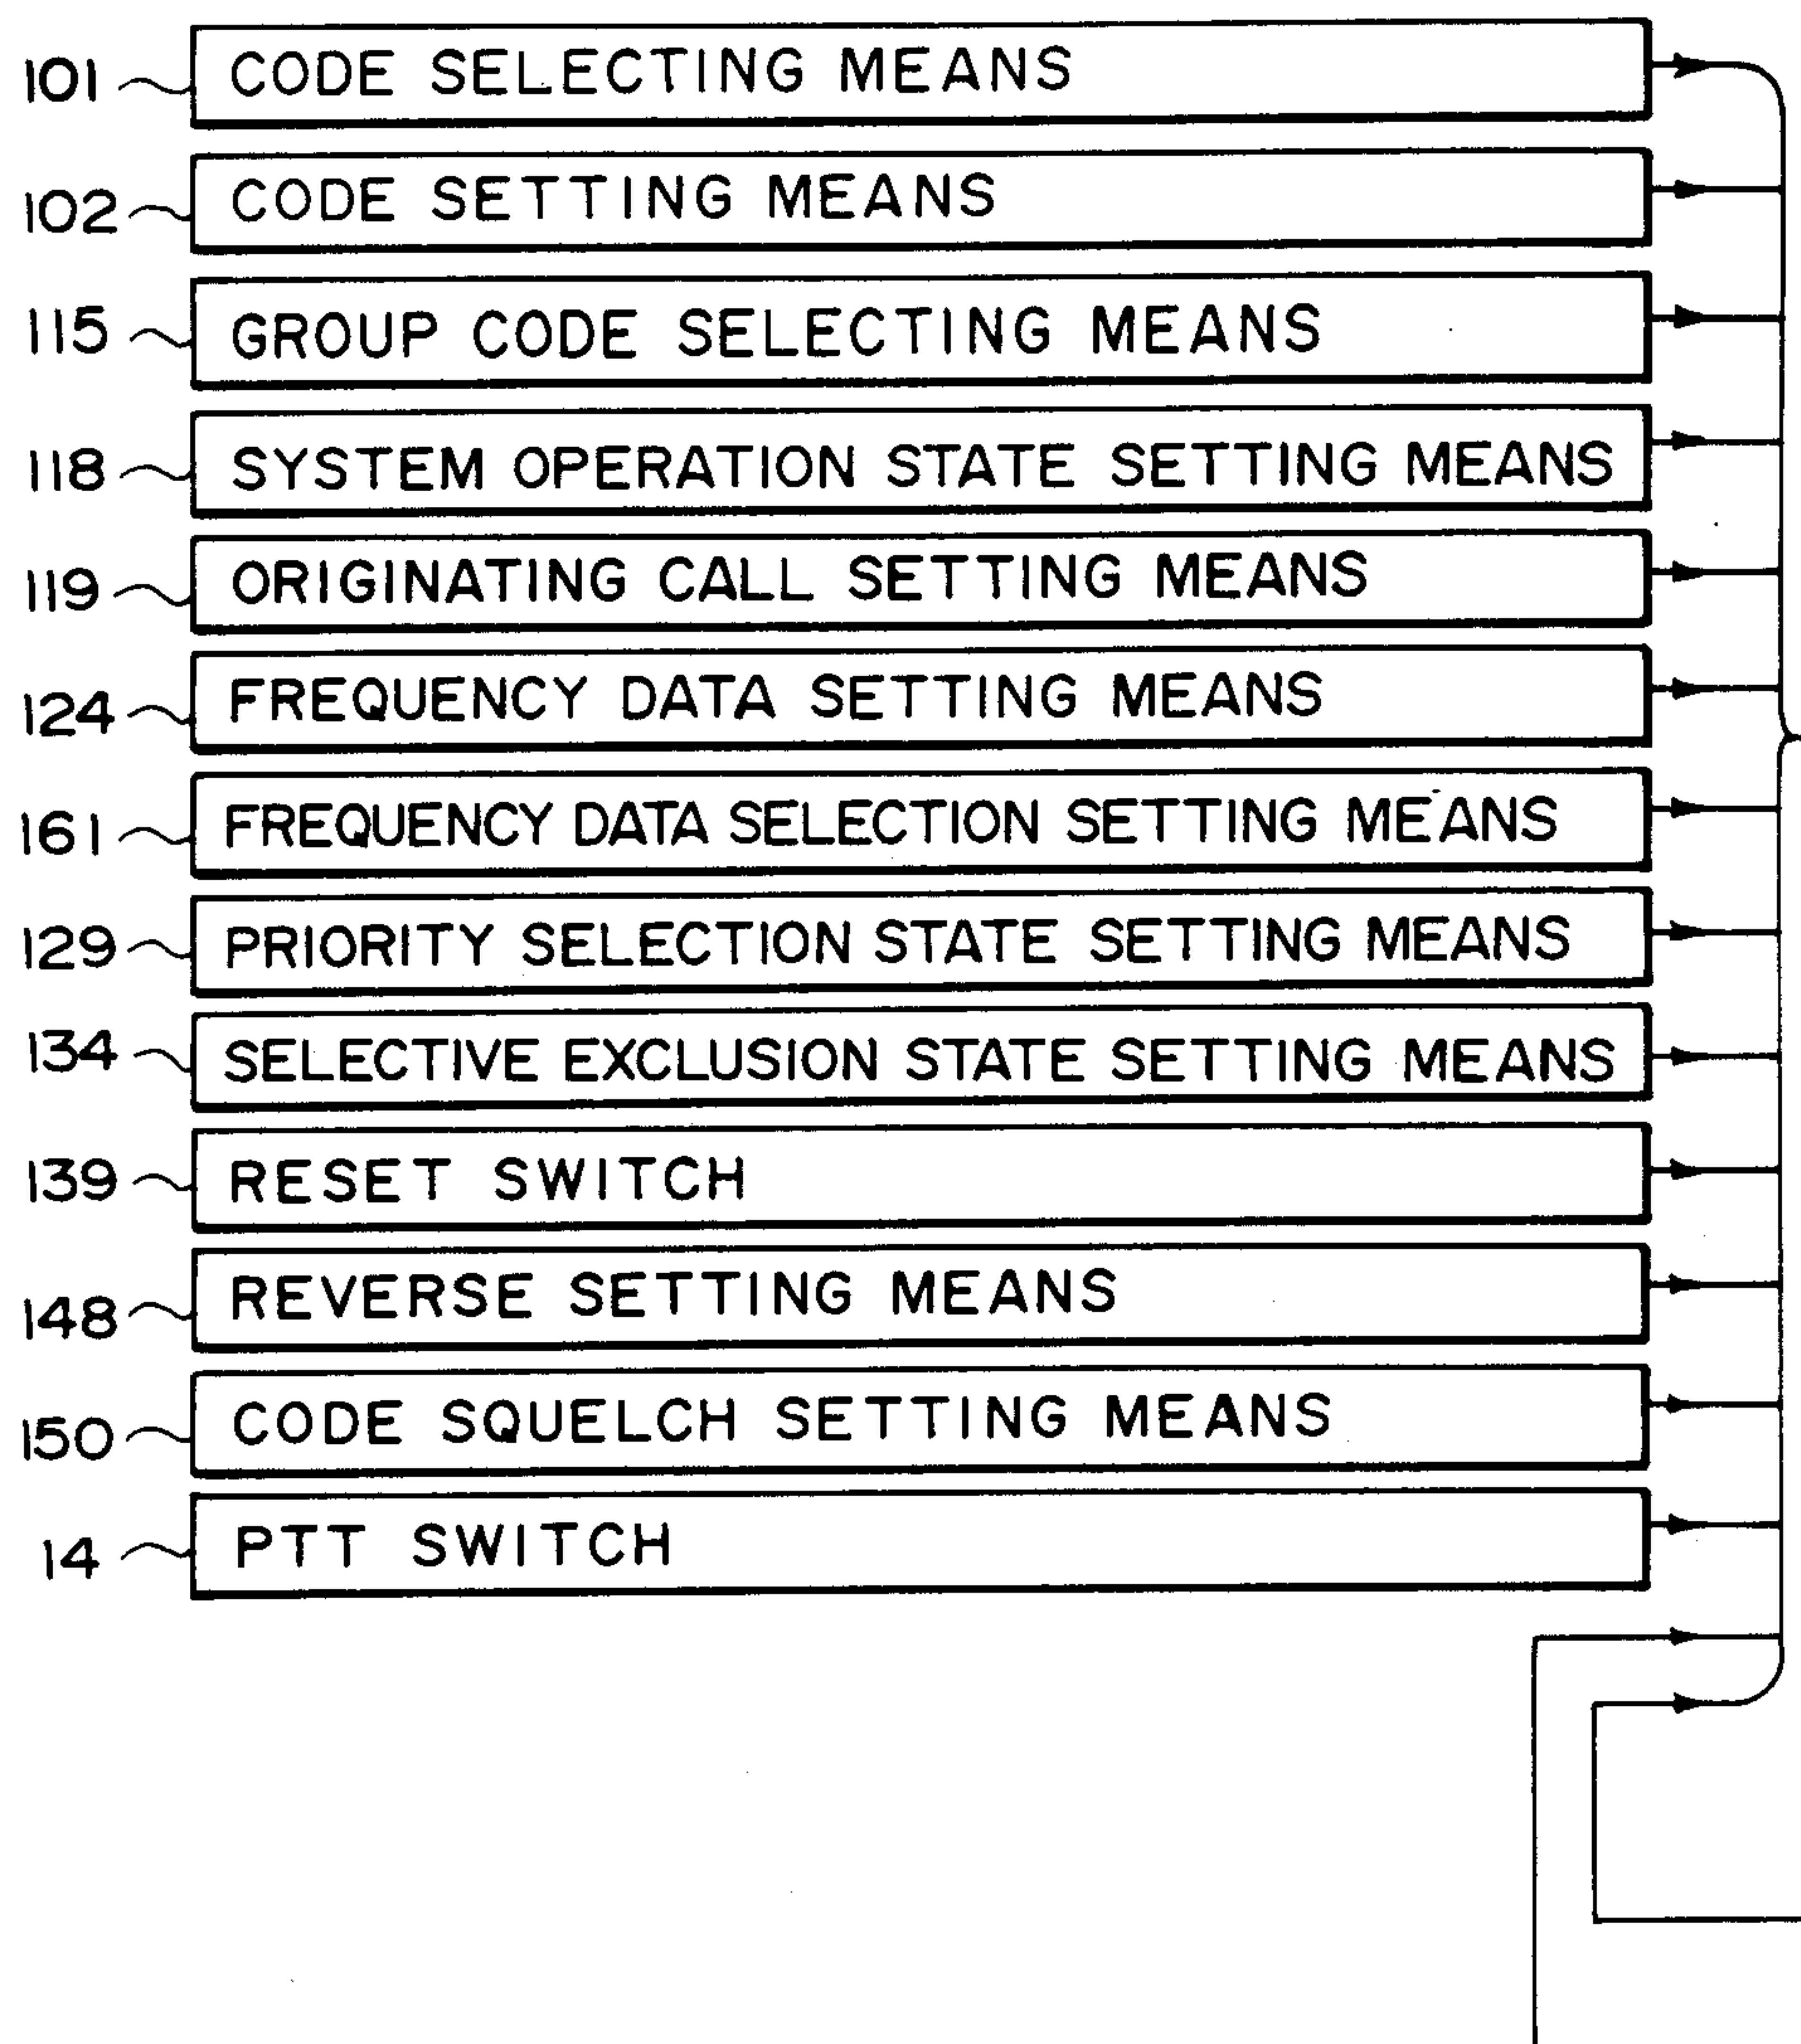 101 CODE SELECTING MEANS
102 CODE SETTING MEANS
115 GROUP CODE SELECTING MEANS
118 SYSTEM OPERATION STATE SETTING MEANS
119 ORIGINATING CALL SETTING MEANS
124 FREQUENCY DATA SETTING MEANS
161 FREQUENCY DATA SELECTION SETTING MEANS
129 PRIORITY SELECTION STATE SETTING MEANS
134 SELECTIVE EXCLUSION STATE SETTING MEANS
139 RESET SWITCH
148 REVERSE SETTING MEANS
150 CODE SQUELCH SETTING MEANS
14 PTT SWITCH